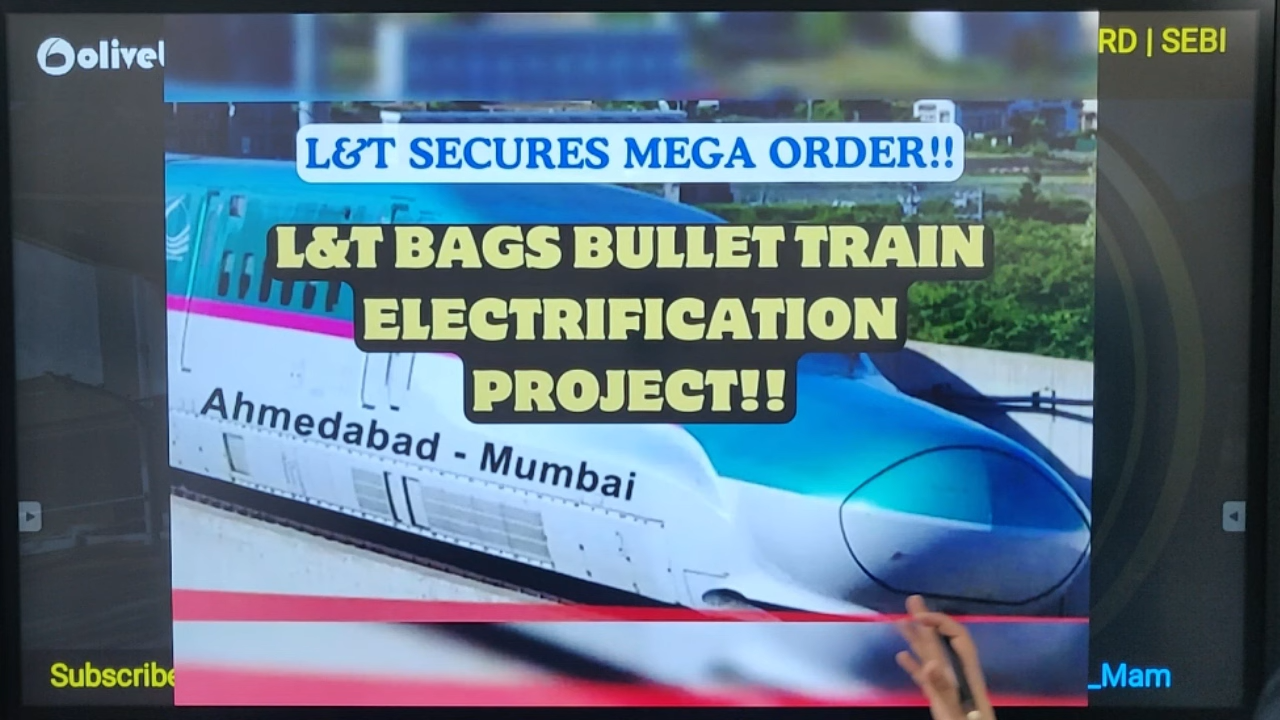 RD | SEBI
L&T SECURES MEGA ORDER!!
L&T BAGS BULLET TRAIN
ELECTRIFICATION
PROJECT!!
Ahmedabad - Mumbai
Subscribe
_Mam